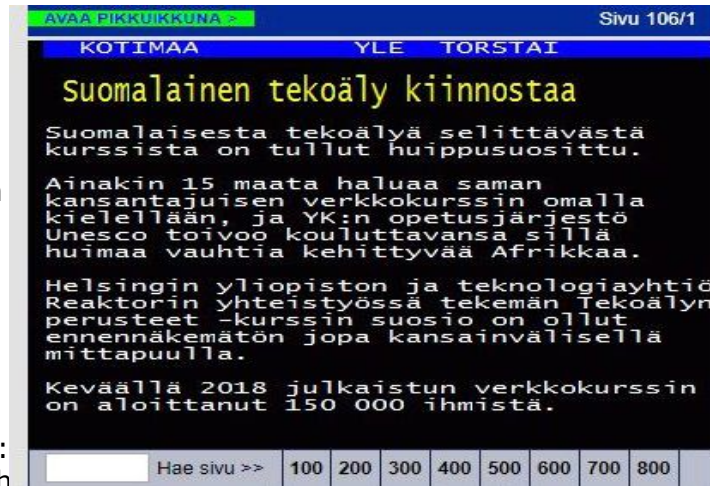 AVAA PIKKUIKKUNA >
Sivu 106/1
KOTIMAA YLE TORSTAI
Suomalainen tekoäly kiinnostaa
Suomalaisesta tekoälyä selittävästä
kurssista on tullut huippusuosittu.
Ainakin 15 maata haluaa saman
kansantajuisen verkkokurssin omalla
kielellään, ja YK:n opetusjärjestö
Unesco toivoo kouluttavansa sillä
huimaa vauhtia kehittyvää Afrikkaa.
Helsingin yliopiston ja teknologiayhtiö
Reaktorin yhteistyössä tekemän Tekoälyn
perusteet -kurssin suosio on ollut
ennennäkemätön jopa kansainvälisellä
mittapuulla.
Keväällä 2018 julkaistun verkkokurssin
on aloittanut 150 000 ihmistä.
Hae sivu >> 100 200 300 400 500 600 700 800